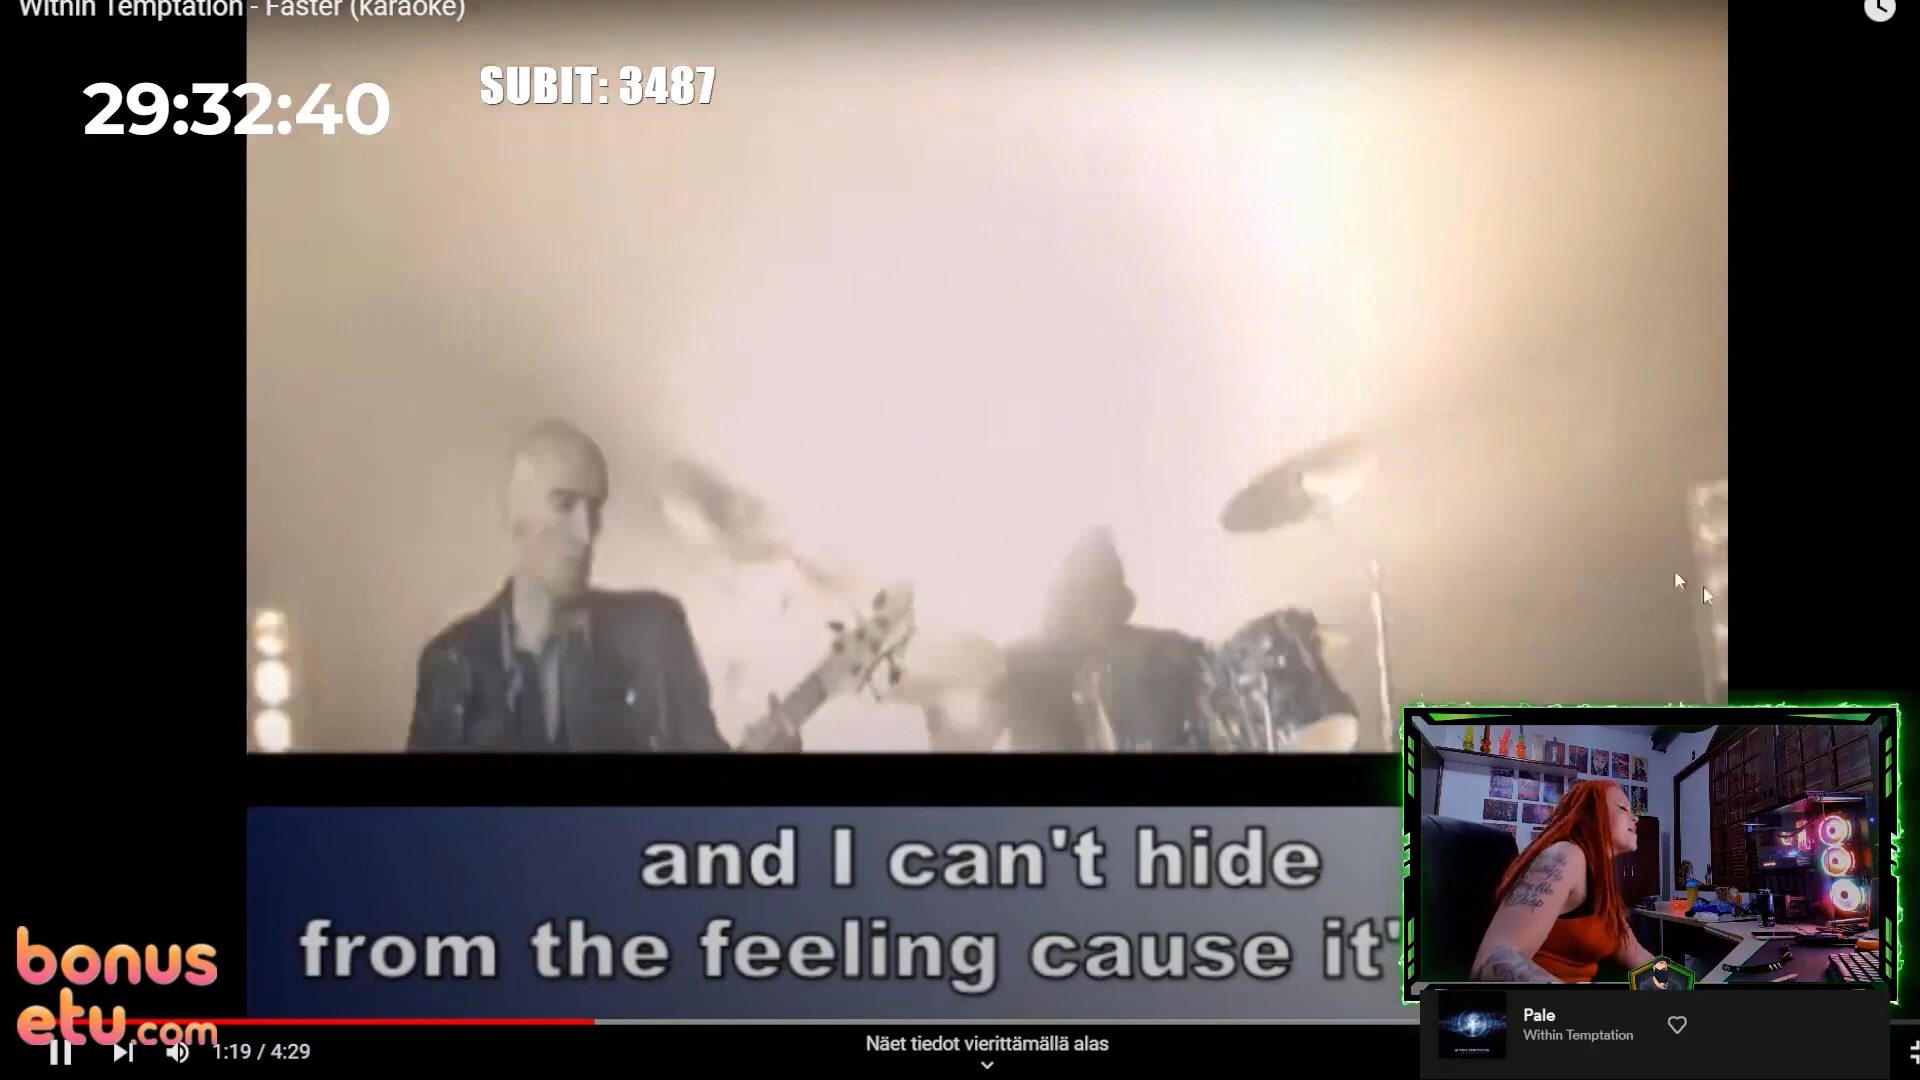 Within Temptation - Faster (karaoke)
29:32:40
SUBIT: 3487
and I can't hide
from the feeling cause it'
bonus
etu.com
1:19 / 4:29
Näet tiedot vierittämällä alas
Pale
Within Temptation